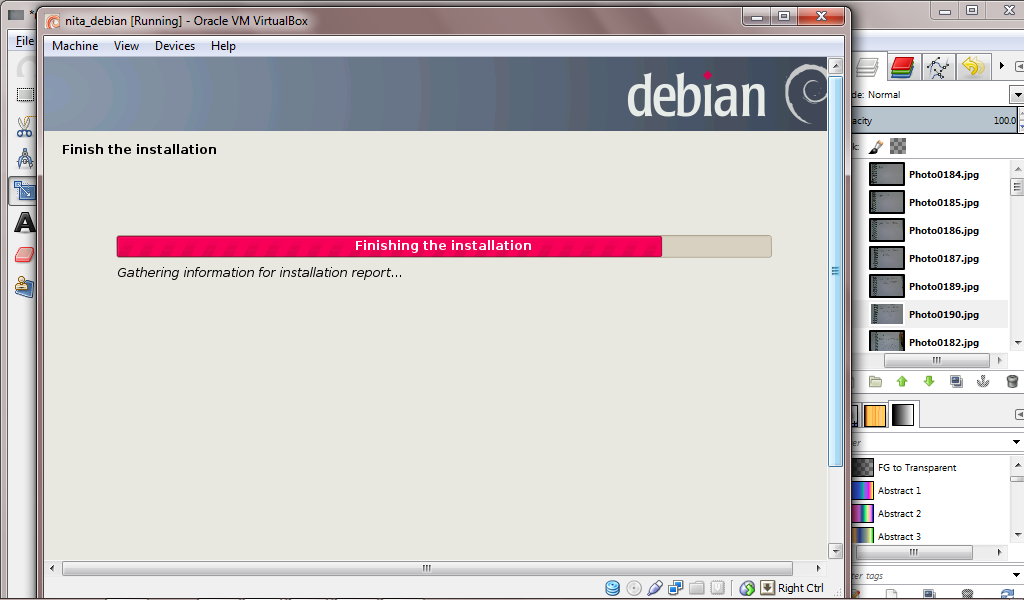 nita_debian [Running] - Oracle VM VirtualBox
File
Machine View Devices Help
debian
Finish the installation
Finishing the installation
Gathering information for installation report...
Right Ctrl
de: Normal
acity 100.0
k:
Photo0184.jpg
Photo0185.jpg
Photo0186.jpg
Photo0187.jpg
Photo0189.jpg
Photo0190.jpg
Photo0182.jpg
er
FG to Transparent
Abstract 1
Abstract 2
Abstract 3
ter tags